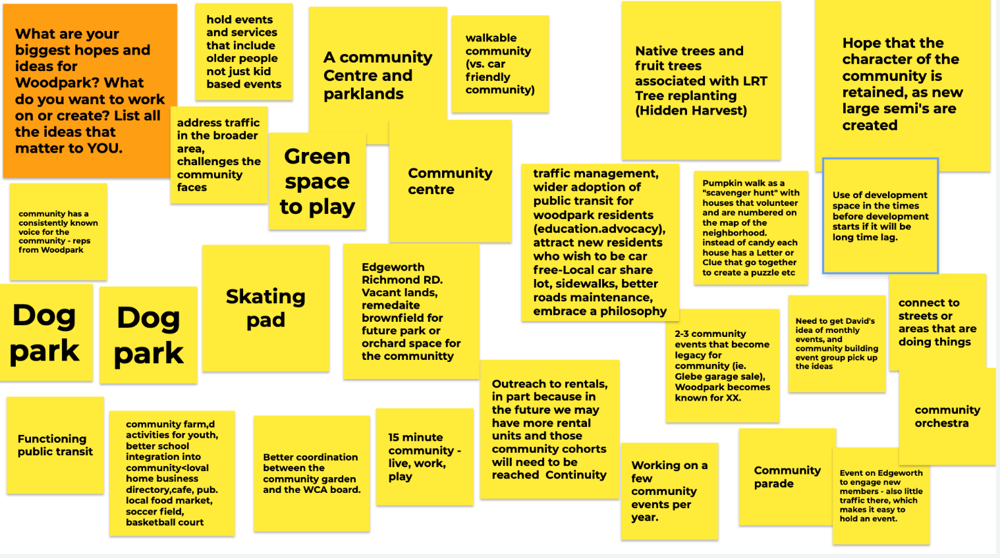 What are your
biggest hopes and
ideas for
Woodpark? What
do you want to work
on or create? List all
the ideas that
matter to YOU.
hold events
and services
that include
older people
not just kid
based events
A community
Centre and
parklands
walkable
community
(vs. car
friendly
community)
Native trees and
fruit trees
associated with LRT
Tree replanting
(Hidden Harvest)
Hope that the
character of the
community is
retained, as new
large semi's are
created
address traffic
in the broader
area,
challenges the
community
faces
Green
space
to play
Community
centre
traffic management,
wider adoption of
public transit for
woodpark residents
(education.advocacy),
attract new residents
who wish to be car
free-Local car share
lot, sidewalks, better
roads maintenance,
embrace a philosophy
Pumpkin walk as a
"scavenger hunt" with
houses that volunteer
and are numbered on
the map of the
neighborhood.
instead of candy each
house has a Letter or
Clue that go together
to create a puzzle etc
Use of development
space in the times
before development
starts if it will be
long time lag.
community has a
consistently known
voice for the
community - reps
from Woodpark
Dog
park
Dog
park
Skating
pad
Edgeworth
Richmond RD.
Vacant lands,
remedaite
brownfield for
future park or
orchard space for
the communitty
2-3 community
events that become
legacy for
community (ie.
Glebe garage sale),
Woodpark becomes
known for XX.
Need to get David's
idea of monthly
events, and
community building
event group pick up
the ideas
connect to
streets or
areas that are
doing things
community
orchestra
Functioning
public transit
community farm,d
activities for youth,
better school
integration into
community<loval
home business
directory,cafe, pub.
local food market,
soccer field,
basketball court
Better coordination
between the
community garden
and the WCA board.
15 minute
community -
live, work,
play
Outreach to rentals,
in part because in
the future we may
have more rental
units and those
community cohorts
will need to be
reached Continuity
Working on a
few
community
events per
year.
Community
parade
Event on Edgeworth
to engage new
members - also little
traffic there, which
makes it easy to
hold an event.